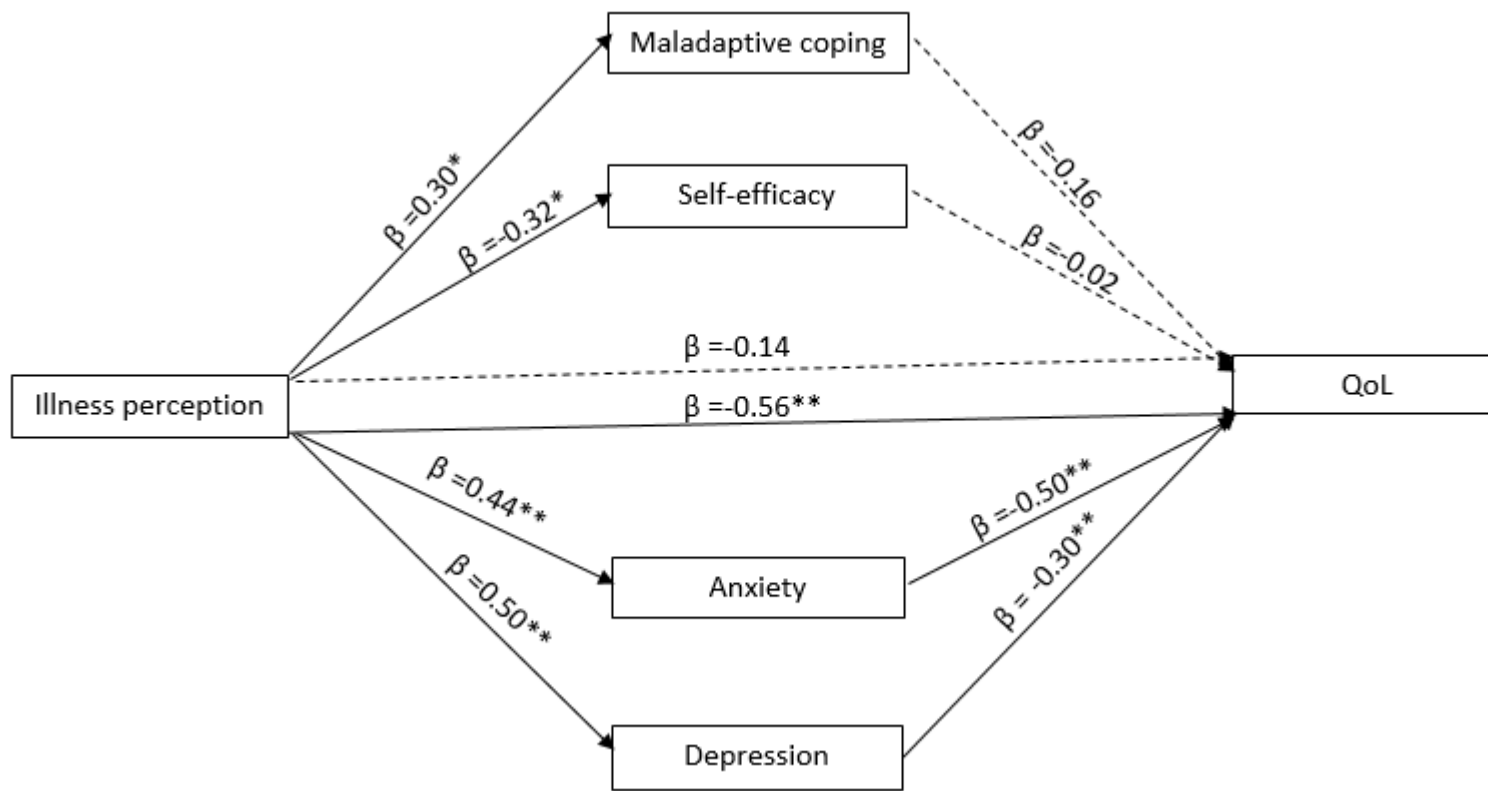 Maladaptive coping
β =0.30*
β =-0.16
Self-efficacy
β =-0.32*
β =-0.02
β =-0.14
Illness perception
QoL
β =-0.56**
β =0.44**
β =-0.50**
Anxiety
β =0.50**
β = -0.30**
Depression